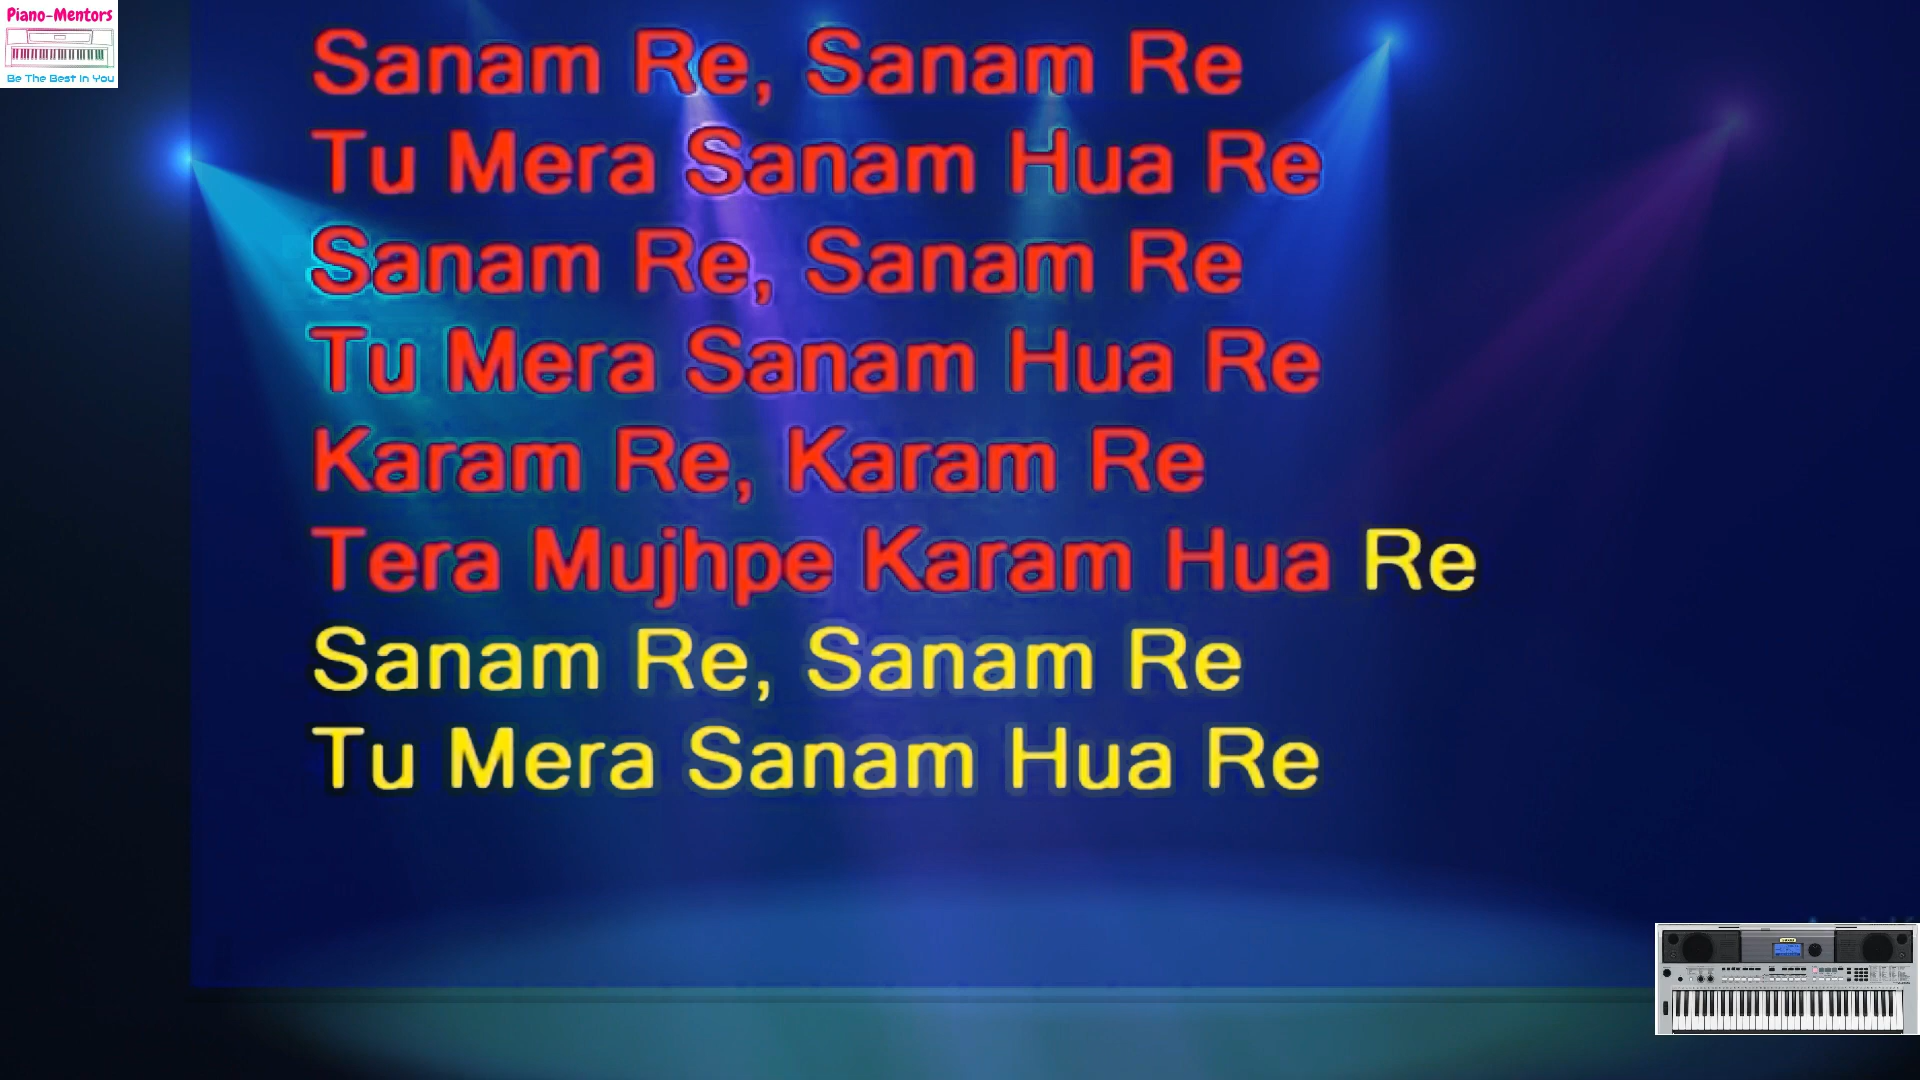 Piano-Mentors
Be The Best In You
Sanam Re, Sanam Re
Tu Mera Sanam Hua Re
Sanam Re, Sanam Re
Tu Mera Sanam Hua Re
Karam Re, Karam Re
Tera Mujhpe Karam Hua Re
Sanam Re, Sanam Re
Tu Mera Sanam Hua Re